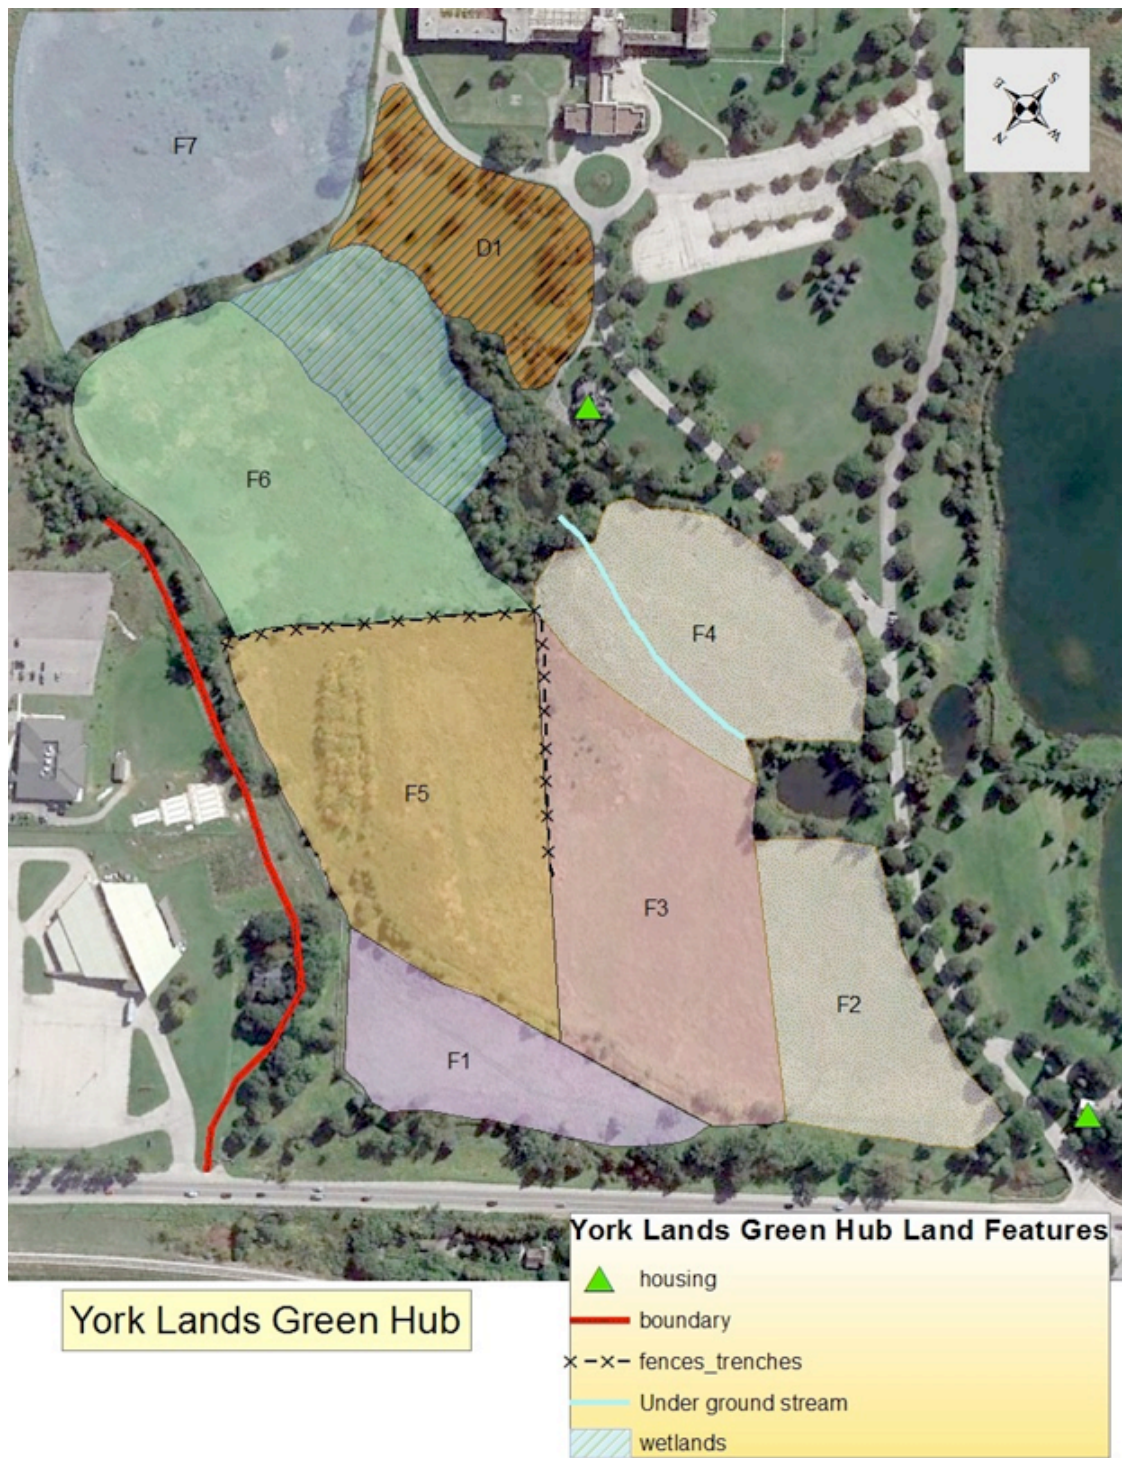 F7
E S
N W
D1
F6
F4
F5
F3
F2
F1
York Lands Green Hub Land Features
housing
boundary
fences_trenches
Under ground stream
wetlands
York Lands Green Hub